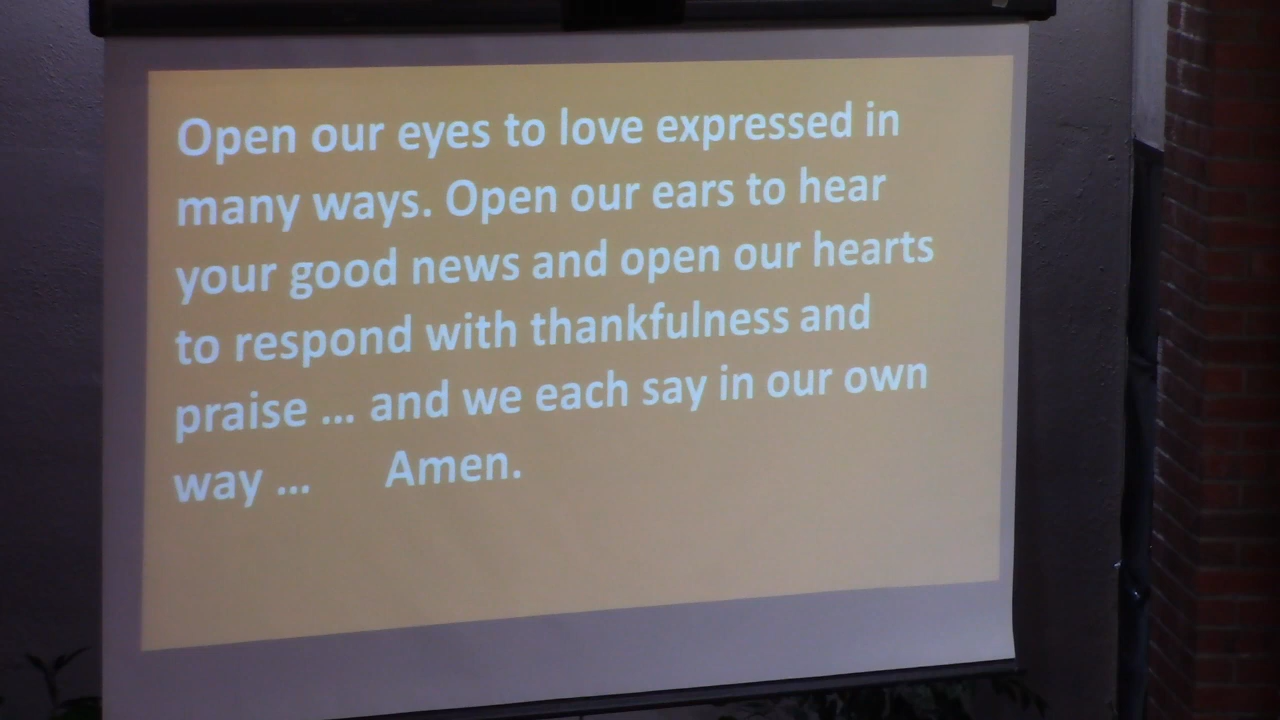 Open our eyes to love expressed in
many ways. Open our ears to hear
your good news and open our hearts
to respond with thankfulness and
praise ... and we each say in our own
way ... Amen.